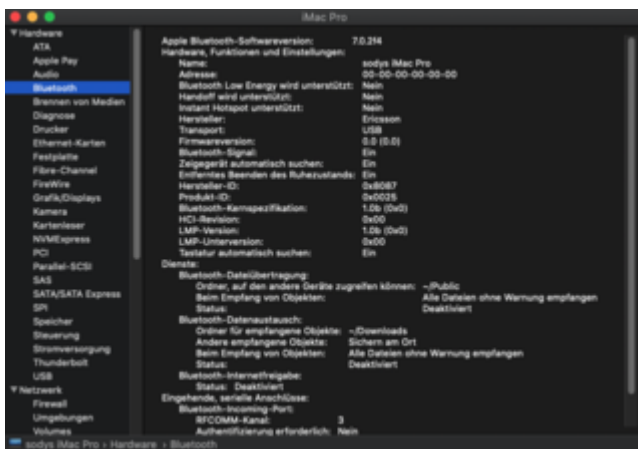 iMac Pro
Hardware
ATA
Apple Pay
Audio
Bluetooth
Brennen von Medien
Diagnose
Drucker
Ethernet-Karten
Festplatte
Fibre-Channel
FireWire
Grafik/Displays
Kamera
Kartenleser
NVMExpress
PCI
Parallel-SCSI
SAS
SATA/SATA Express
SPI
Speicher
Steuerung
Stromversorgung
Thunderbolt
USB
Netzwerk
Firewall
Umgebungen
Volumes
Apple Bluetooth-Softwareversion: 7.0.2f4
Hardware, Funktionen und Einstellungen:
Name: sodys iMac Pro
Adresse: 00-00-00-00-00-00
Bluetooth Low Energy wird unterstützt: Nein
Handoff wird unterstützt: Nein
Instant Hotspot unterstützt: Nein
Hersteller: Ericsson
Transport: USB
Firmwareversion: 0.0 (0.0)
Bluetooth-Signal: Ein
Zeigegerät automatisch suchen: Ein
Entferntes Beenden des Ruhezustands: Ein
Hersteller-ID: 0x8087
Produkt-ID: 0x0025
Bluetooth-Kernspezifikation: 1.0b (0x0)
HCI-Revision: 0x00
LMP-Version: 1.0b (0x0)
LMP-Unterversion: 0x00
Tastatur automatisch suchen: Ein
Dienste:
Bluetooth-Dateiübertragung:
Ordner, auf den andere Geräte zugreifen können: ~/Public
Beim Empfang von Objekten: Alle Dateien ohne Warnung empfangen
Status: Deaktiviert
Bluetooth-Datenaustausch:
Ordner für empfangene Objekte: ~/Downloads
Andere empfangene Objekte: Sichern am Ort
Beim Empfang von Objekten: Alle Dateien ohne Warnung empfangen
Status: Deaktiviert
Bluetooth-Internetfreigabe:
Status: Deaktiviert
Eingehende, serielle Anschlüsse:
Bluetooth-Incoming-Port:
RFCOMM-Kanal: 3
Authentifizierung erforderlich: Nein
sodys iMac Pro › Hardware › Bluetooth